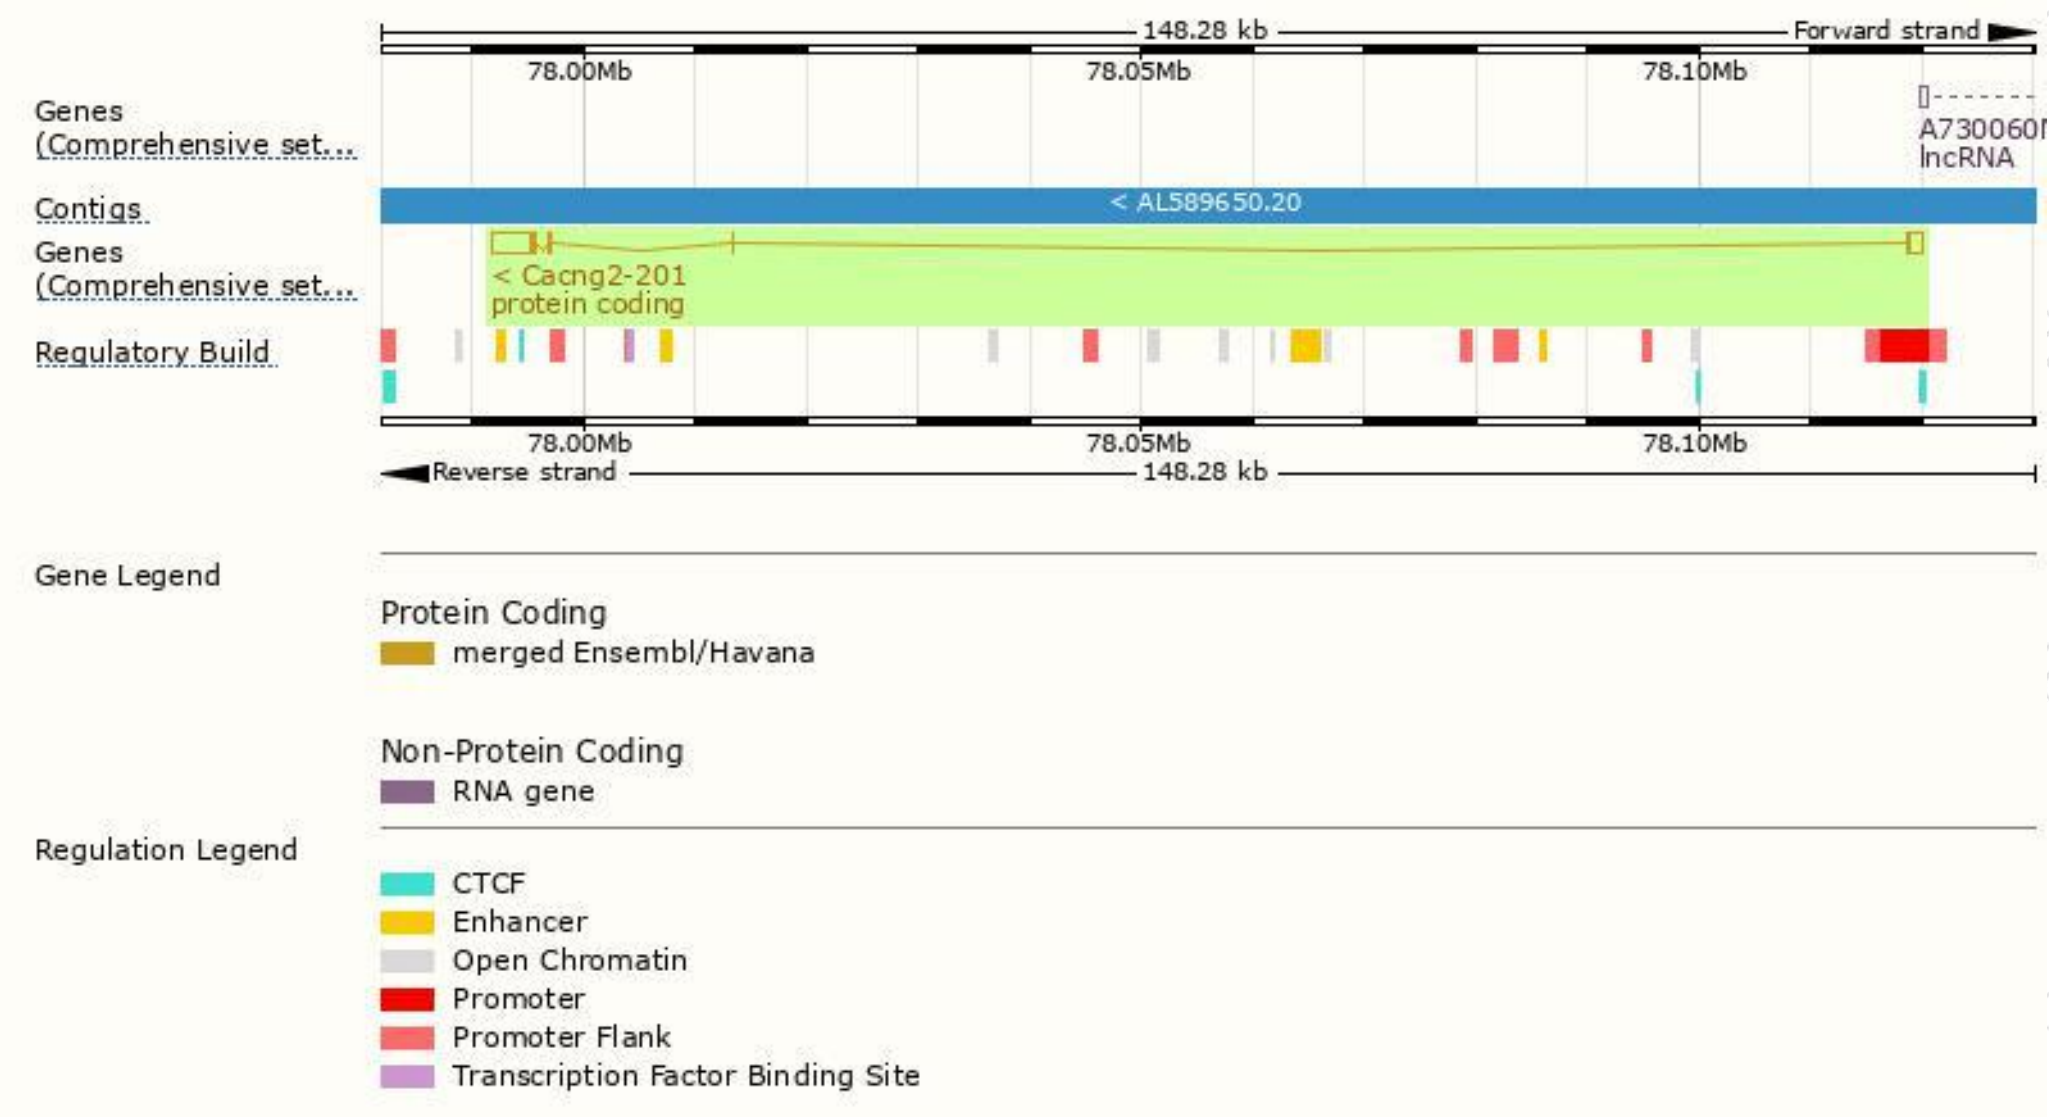 148.28 kb Forward strand
78.00Mb 78.05Mb 78.10Mb
Genes
(Comprehensive set...
A730060
lncRNA
Contigs
< AL589650.20
Genes
(Comprehensive set...
< Cacng2-201
protein coding
Regulatory Build
78.00Mb 78.05Mb 78.10Mb
Reverse strand 148.28 kb
Gene Legend
Protein Coding
merged Ensembl/Havana
Non-Protein Coding
RNA gene
Regulation Legend
CTCF
Enhancer
Open Chromatin
Promoter
Promoter Flank
Transcription Factor Binding Site